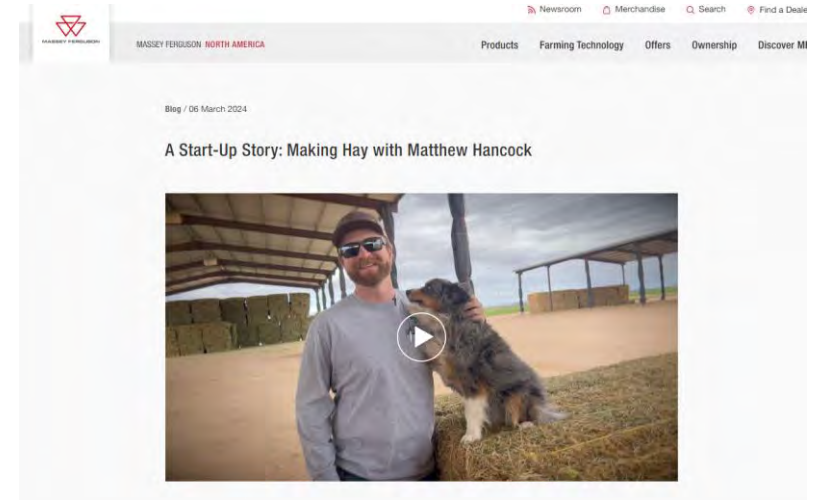 Newsroom Merchandise Search Find a Deale
MASSEY FERGUSON
MASSEY FERGUSON NORTH AMERICA Products Farming Technology Offers Ownership Discover MF
Blog / 06 March 2024
A Start-Up Story: Making Hay with Matthew Hancock